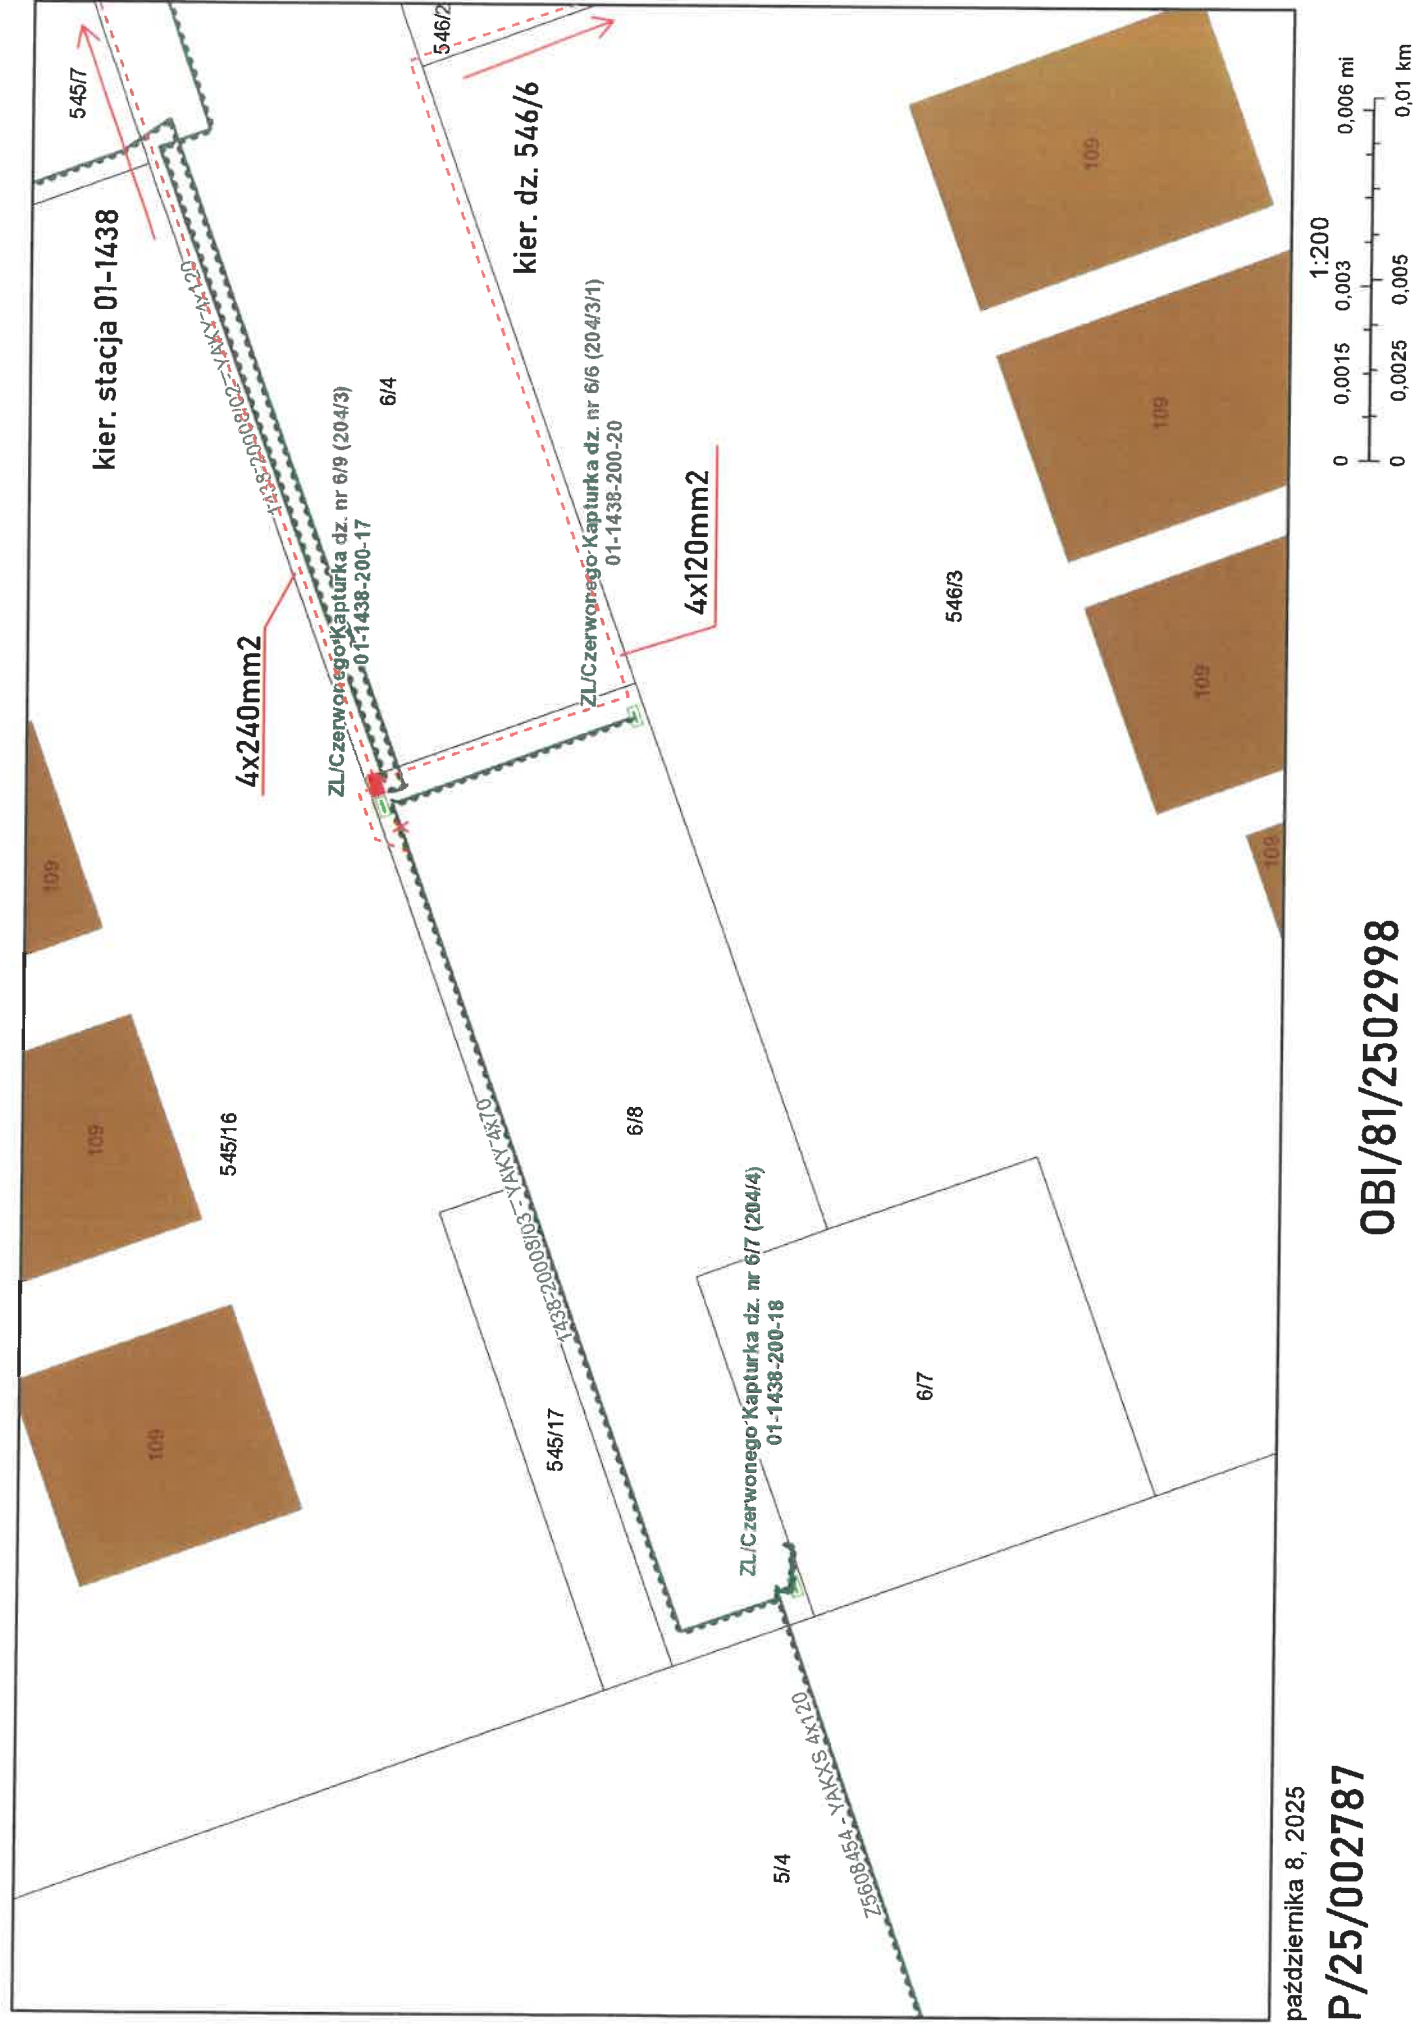 545/7
546/2
kier. stacja 01-1438
kier. dz. 546/6
1438-20008/02 - YAKY 4x120
4x240mm2
ZL/Czerwonego Kapturka dz. nr 6/9 (204/3)
01-1438-200-17
6/4
ZL/Czerwonego Kapturka dz. nr 6/6 (204/3/1)
01-1438-200-20
4x120mm2
546/3
109
109
109
109
109
109
109
545/16
545/17
1438-20008/03 - YAKY 4x70
6/8
ZL/Czerwonego Kapturka dz. nr 6/7 (204/4)
01-1438-200-18
6/7
5/4
Z5608454 - YAKXS 4x120
października 8, 2025
P/25/002787
OBI/81/2502998
1:200
0 0,0015 0,003 0,006 mi
0 0,0025 0,005 0,01 km